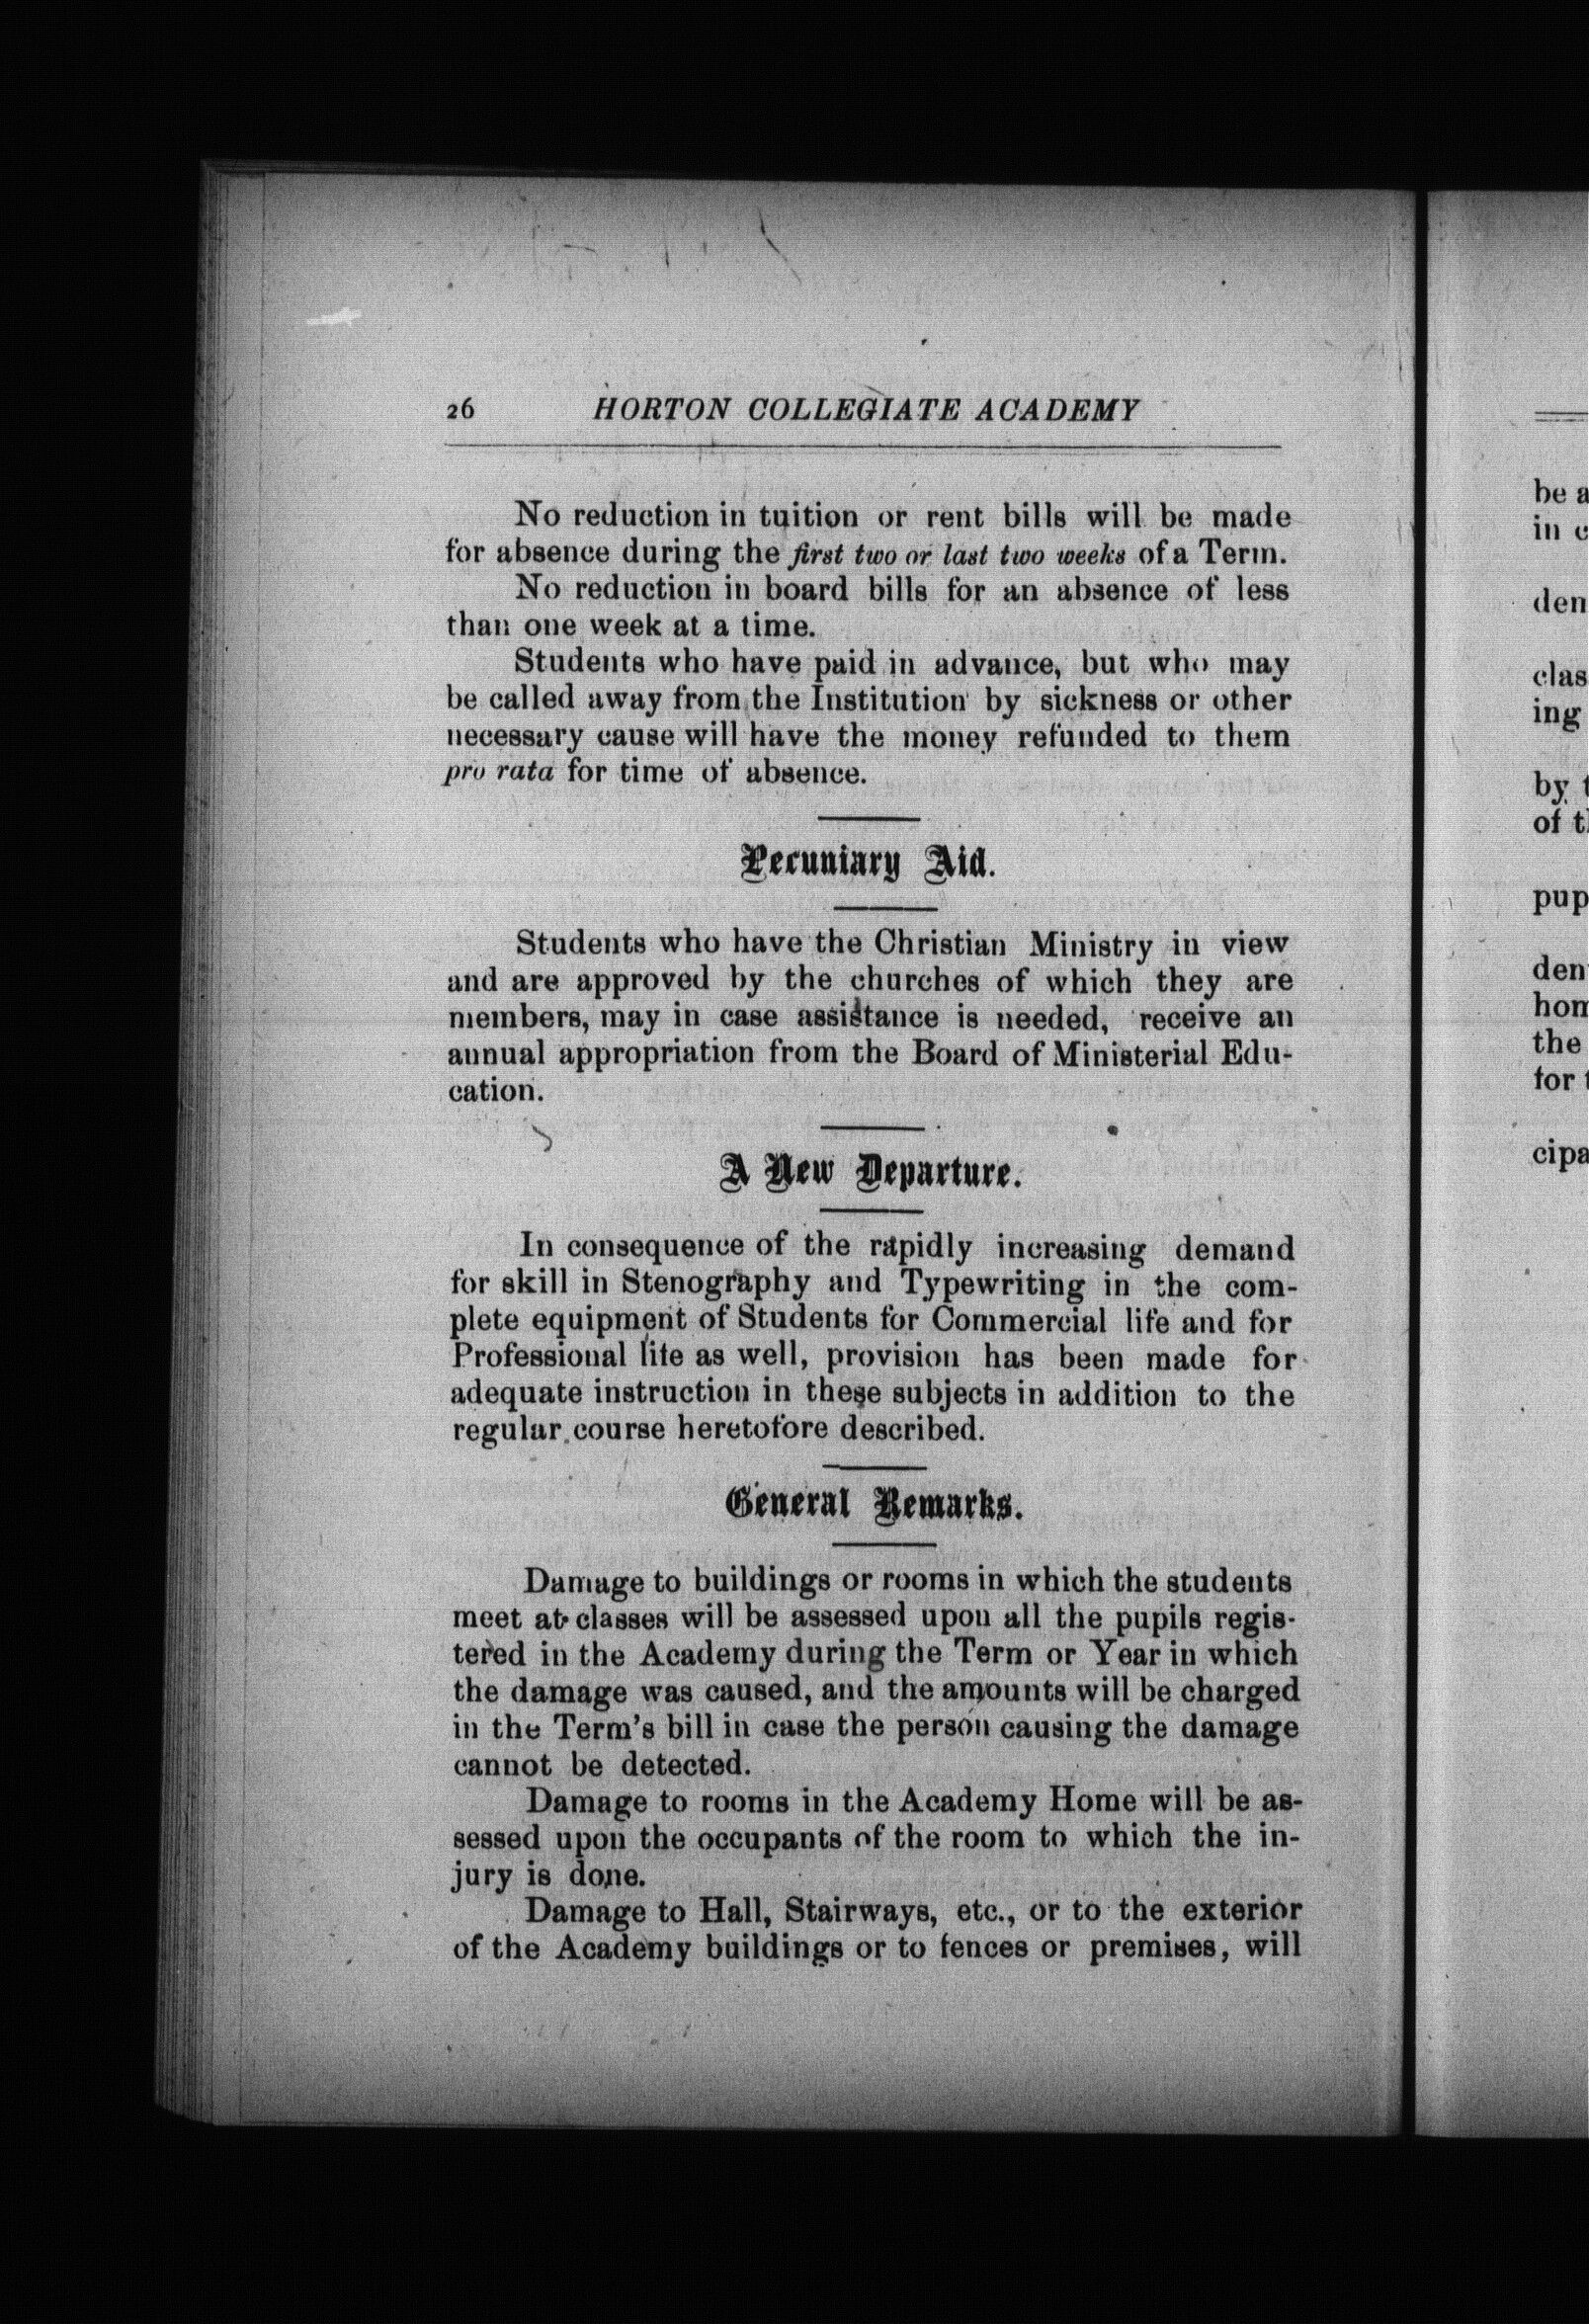 26 HORTON COLLEGIATE ACADEMY
No reduction in tuition or rent bills will be made
for absence during the first two or last two weeks of a Term.
No reduction in board bills for an absence of less
than one week at a time.
Students who have paid in advance, but who may
be called away from the Institution by sickness or other
necessary cause will have the money refunded to them
pro rata for time of absence.
Pecuniary Aid.
Students who have the Christian Ministry in view
and are approved by the churches of which they are
members, may in case assistance is needed, receive an
annual appropriation from the Board of Ministerial Edu-
cation.
A New Departure.
In consequence of the rapidly increasing demand
for skill in Stenography and Typewriting in the com-
plete equipment of Students for Commercial life and for
Professional life as well, provision has been made for
adequate instruction in these subjects in addition to the
regular course heretofore described.
General Remarks.
Damage to buildings or rooms in which the students
meet at classes will be assessed upon all the pupils regis-
tered in the Academy during the Term or Year in which
the damage was caused, and the amounts will be charged
in the Term's bill in case the person causing the damage
cannot be detected.
Damage to rooms in the Academy Home will be as-
sessed upon the occupants of the room to which the in-
jury is done.
Damage to Hall, Stairways, etc., or to the exterior
of the Academy buildings or to fences or premises, will
be a
in c
den
clas
ing
by t
of t
pup
den
hom
the
for t
cipa